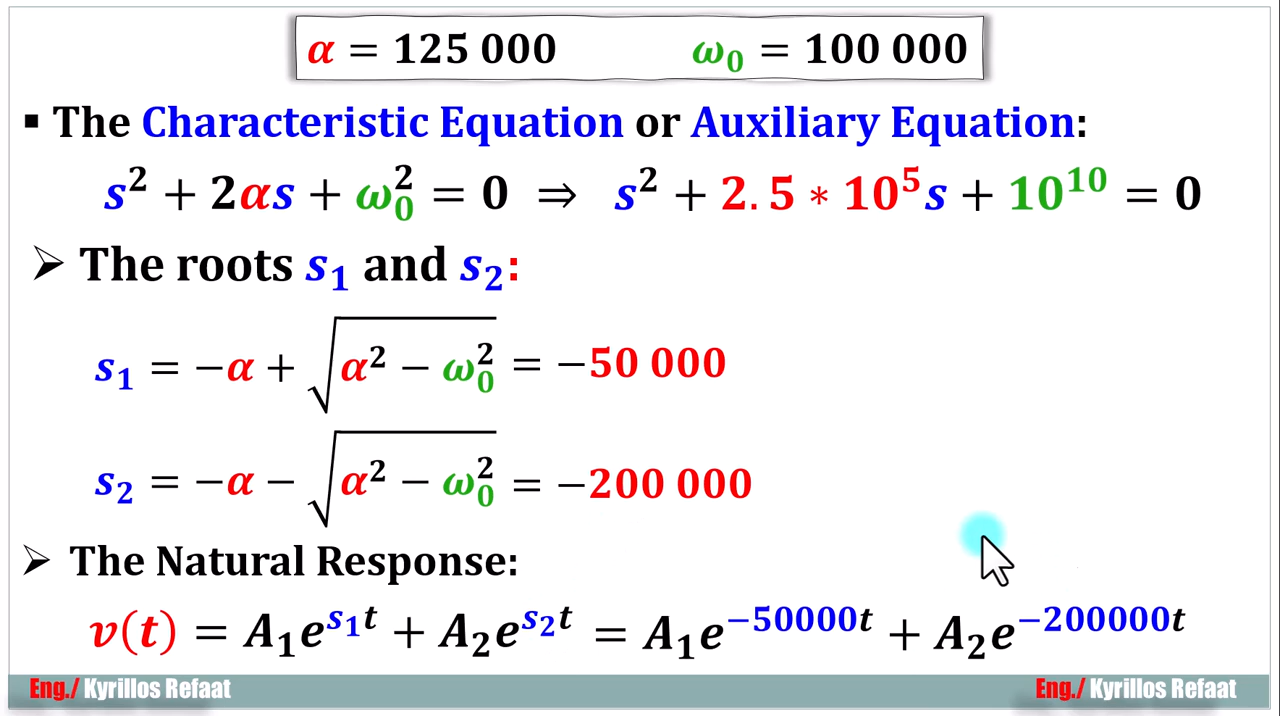 α = 125 000 ω₀ = 100 000
▪ The Characteristic Equation or Auxiliary Equation:
s² + 2αs + ω₀² = 0 ⇒ s² + 2.5 * 10⁵s + 10¹⁰ = 0
➢ The roots s₁ and s₂:
s₁ = −α + √(α² − ω₀²) = −50 000
s₂ = −α − √(α² − ω₀²) = −200 000
➢ The Natural Response:
v(t) = A₁e^{s₁t} + A₂e^{s₂t} = A₁e^{−50000t} + A₂e^{−200000t}
Eng./ Kyrillos Refaat Eng./ Kyrillos Refaat